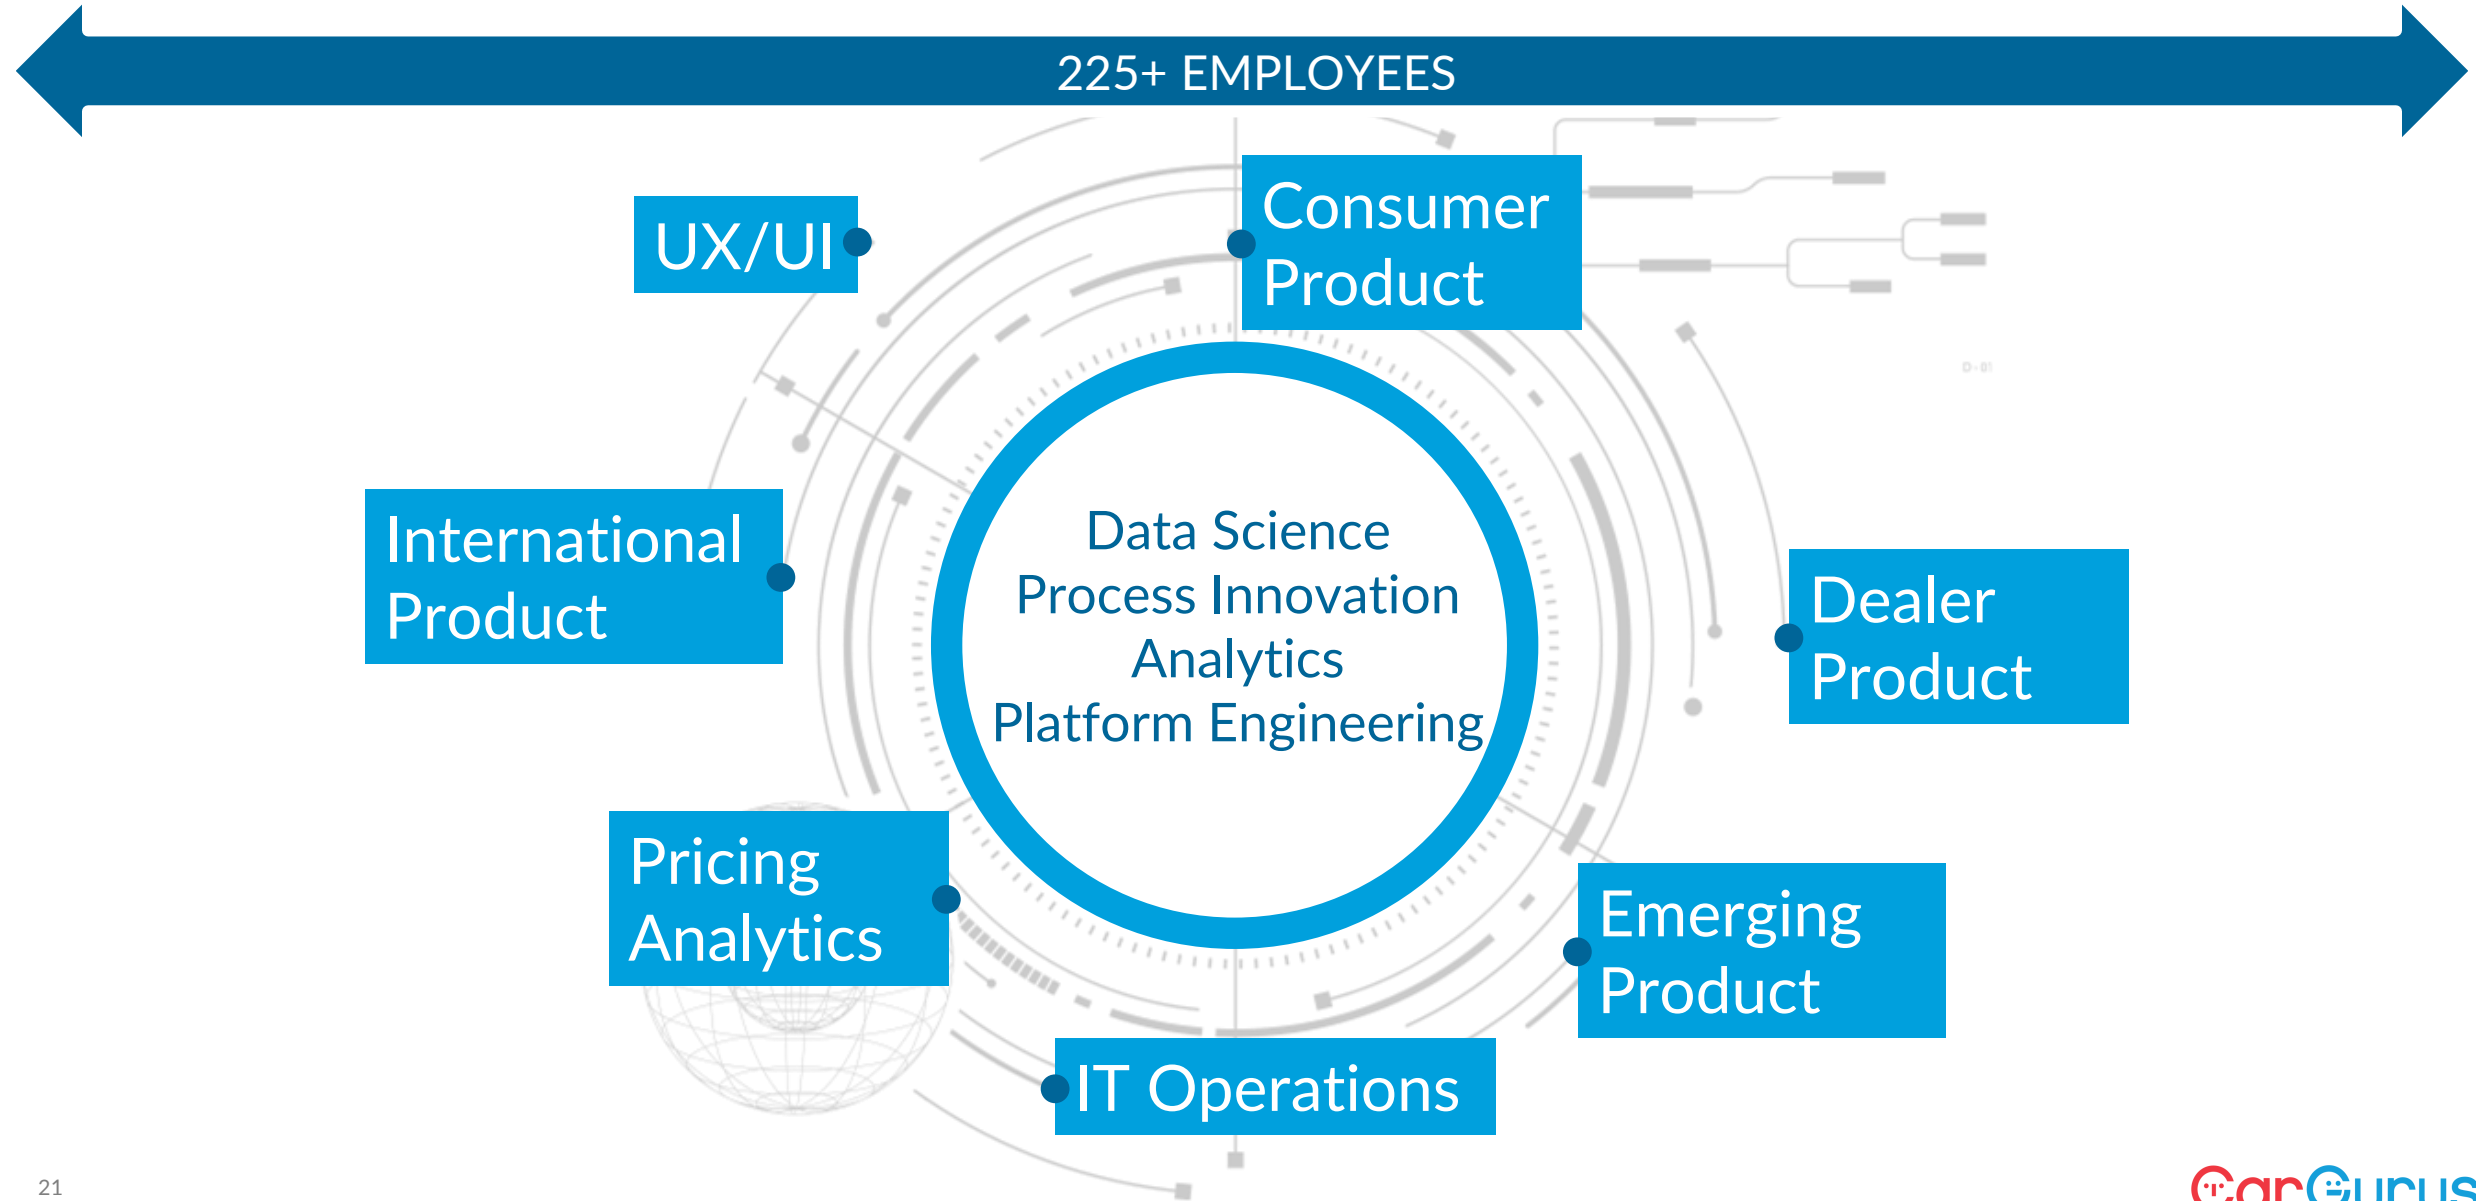 225+ EMPLOYEES
UX/UI
Consumer
Product
D-01
International
Product
Data Science
Process Innovation
Analytics
Platform Engineering
Dealer
Product
Pricing
Analytics
Emerging
Product
IT Operations
21
CarGurus